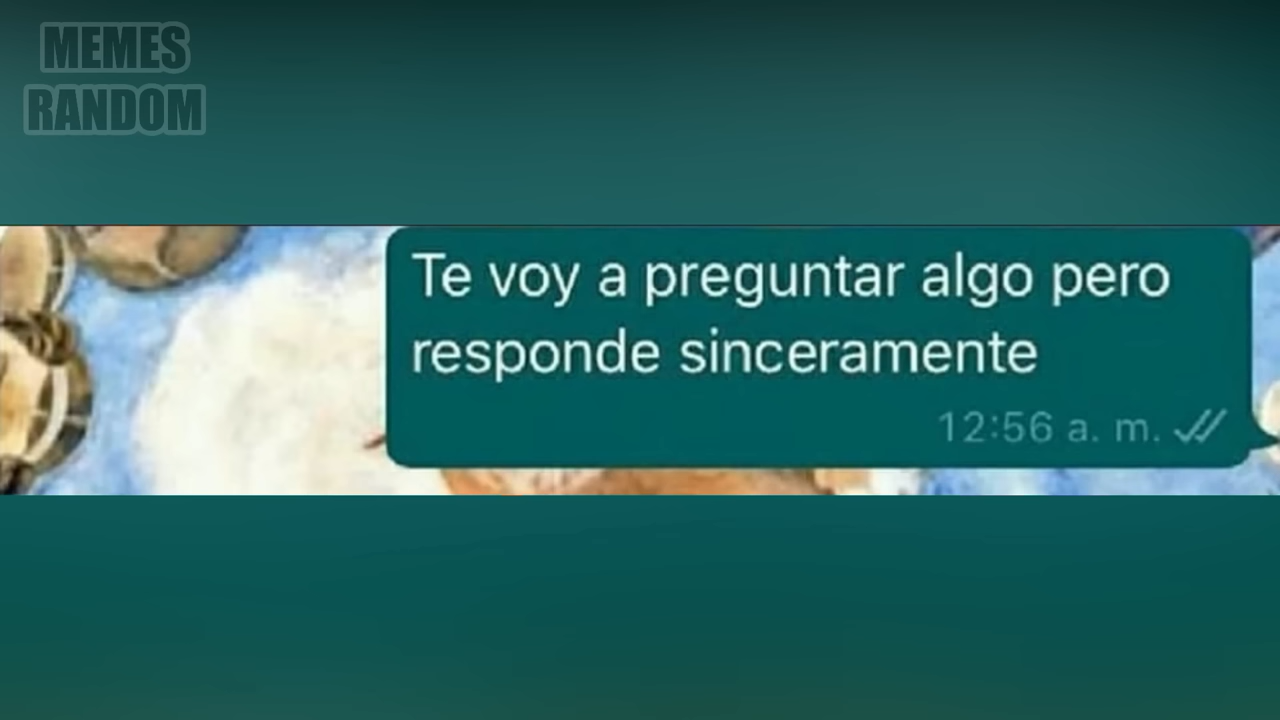 MEMES
RANDOM
Te voy a preguntar algo pero
responde sinceramente
12:56 a. m.